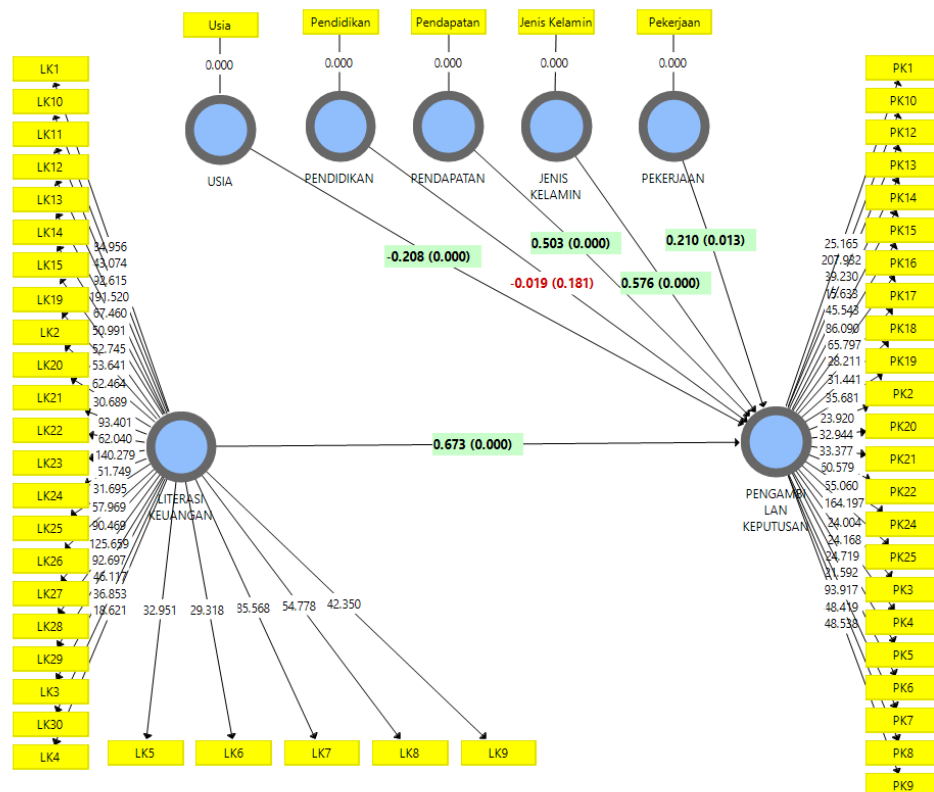 Usia
Pendidikan
Pendapatan
Jenis Kelamin
Pekerjaan
0.000
0.000
0.000
0.000
0.000
USIA
PENDIDIKAN
PENDAPATAN
JENIS
KELAMIN
PEKERJAAN
LK1
LK10
LK11
LK12
LK13
LK14
LK15
LK19
LK2
LK20
LK21
LK22
LK23
LK24
LK25
LK26
LK27
LK28
LK29
LK3
LK30
LK4
34.956
43.074
32.615
191.520
67.460
50.991
52.745
53.641
62.464
30.689
93.401
62.040
140.279
51.749
31.695
57.969
90.469
125.659
92.697
46.117
36.853
18.621
LITERASI
KEUANGAN
-0.208 (0.000)
0.503 (0.000)
0.210 (0.013)
-0.019 (0.181)
0.576 (0.000)
0.673 (0.000)
32.951
29.318
35.568
54.778
42.350
LK5
LK6
LK7
LK8
LK9
PENGAMBI
LAN
KEPUTUSAN
25.165
207.932
39.230
15.633
45.543
86.090
65.797
28.211
31.441
35.681
23.920
32.944
33.377
55.060
164.197
24.004
24.168
24.719
93.917
48.419
48.538
PK1
PK10
PK12
PK13
PK14
PK15
PK16
PK17
PK18
PK19
PK2
PK20
PK21
PK22
PK24
PK25
PK3
PK4
PK5
PK6
PK7
PK8
PK9